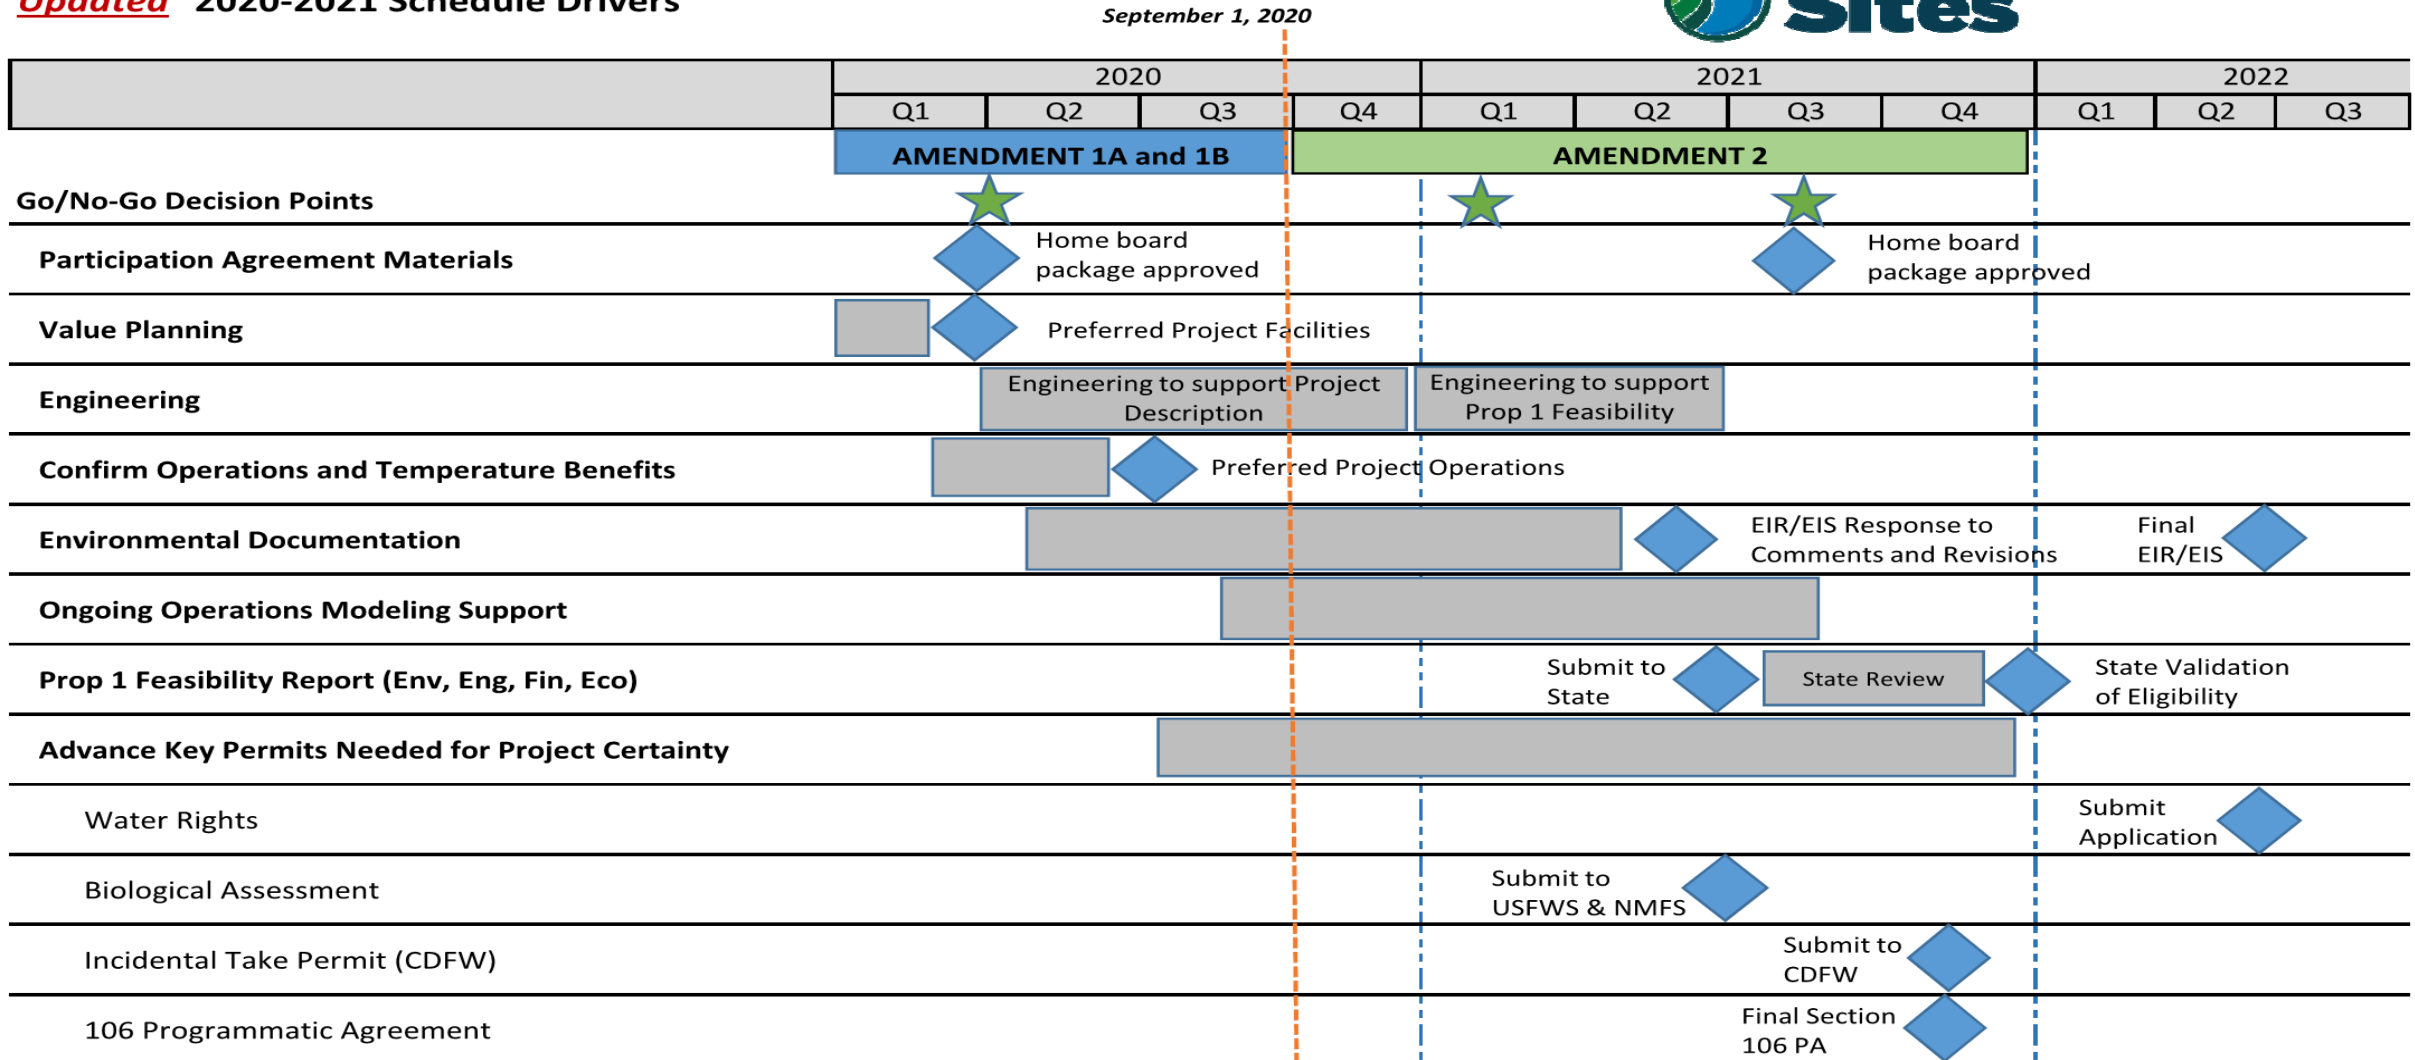 Updated 2020-2021 Schedule Drivers
September 1, 2020
Sites
2020 2021 2022
Q1 Q2 Q3 Q4 Q1 Q2 Q3 Q4 Q1 Q2 Q3
AMENDMENT 1A and 1B AMENDMENT 2
Go/No-Go Decision Points
Participation Agreement Materials
Home board
package approved
Home board
package approved
Value Planning
Preferred Project Facilities
Engineering
Engineering to support Project
Description
Engineering to support
Prop 1 Feasibility
Confirm Operations and Temperature Benefits
Preferred Project Operations
Environmental Documentation
EIR/EIS Response to
Comments and Revisions
Final
EIR/EIS
Ongoing Operations Modeling Support
Prop 1 Feasibility Report (Env, Eng, Fin, Eco)
Submit to
State
State Review
State Validation
of Eligibility
Advance Key Permits Needed for Project Certainty
Water Rights
Submit
Application
Biological Assessment
Submit to
USFWS & NMFS
Incidental Take Permit (CDFW)
Submit to
CDFW
106 Programmatic Agreement
Final Section
106 PA